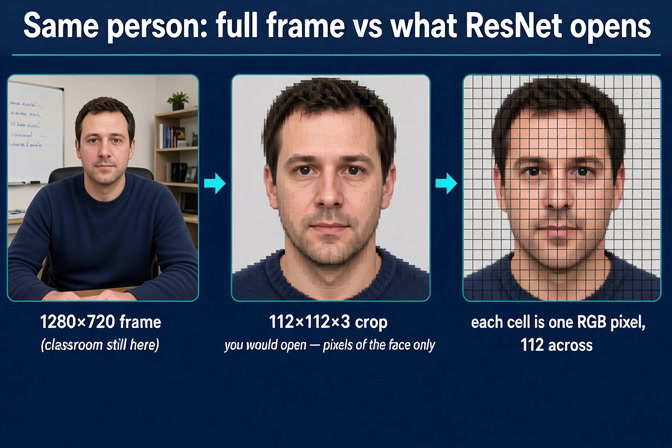 Same person: full frame vs what ResNet opens
1280×720 frame
(classroom still here)
112×112×3 crop
you would open — pixels of the face only
each cell is one RGB pixel,
112 across